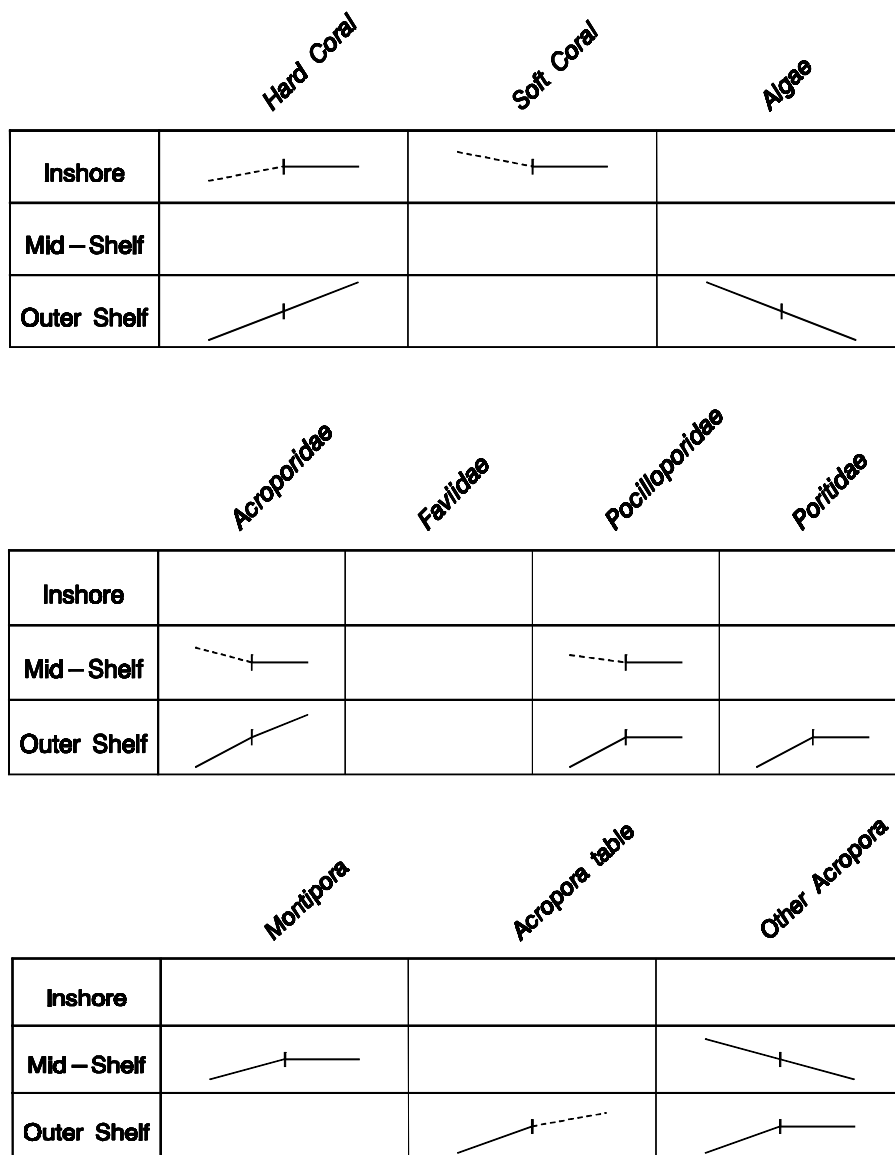 Hard Coral Soft Coral Algae
Inshore
Mid-Shelf
Outer Shelf
Acroporidae Faviidae Pocilloporidae Poritidae
Inshore
Mid-Shelf
Outer Shelf
Montipora Acropora table Other Acropora
Inshore
Mid-Shelf
Outer Shelf